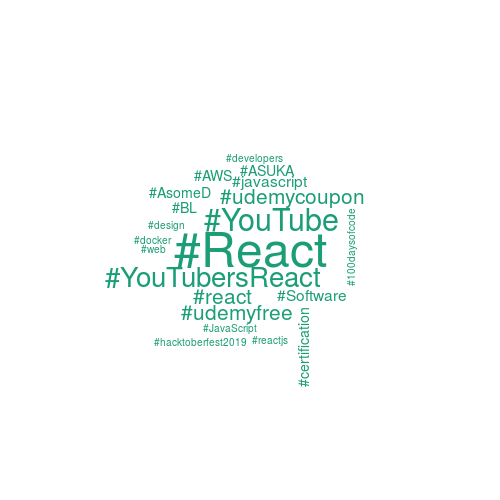 #developers
#ASUKA
#AWS
#javascript
#AsomeD
#udemycoupon
#BL
#YouTube
#design
#100daysofcode
#docker
#React
#web
#YouTubersReact
#react
#Software
#udemyfree
#JavaScript
#reactjs
#hacktoberfest2019
#certification